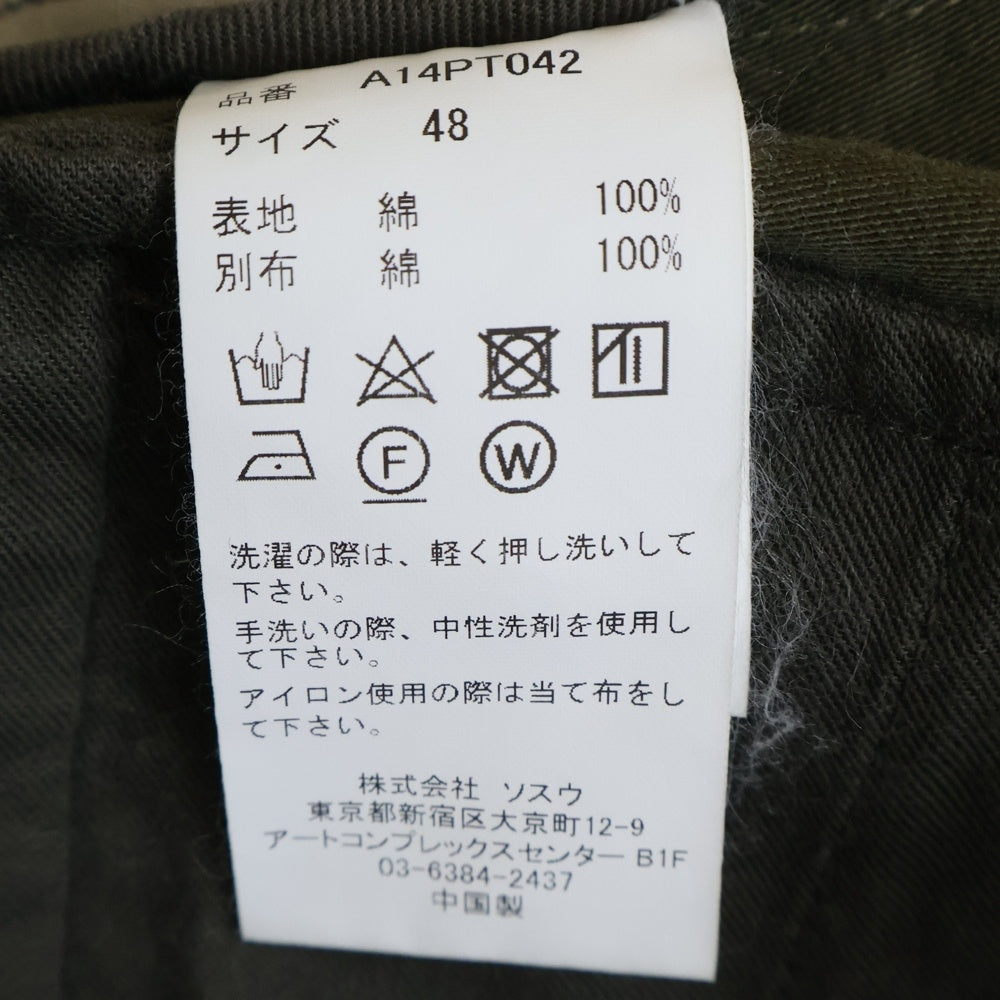 品番 A14PT042
サイズ 48
表地 綿 100%
別布 綿 100%
F W
洗濯の際は、軽く押し洗いして
下さい。
手洗いの際、中性洗剤を使用し
て下さい。
アイロン使用の際は当て布をし
て下さい。
株式会社 ソスウ
東京都新宿区大京町12-9
アートコンプレックスセンター B1F
03-6384-2437
中国製